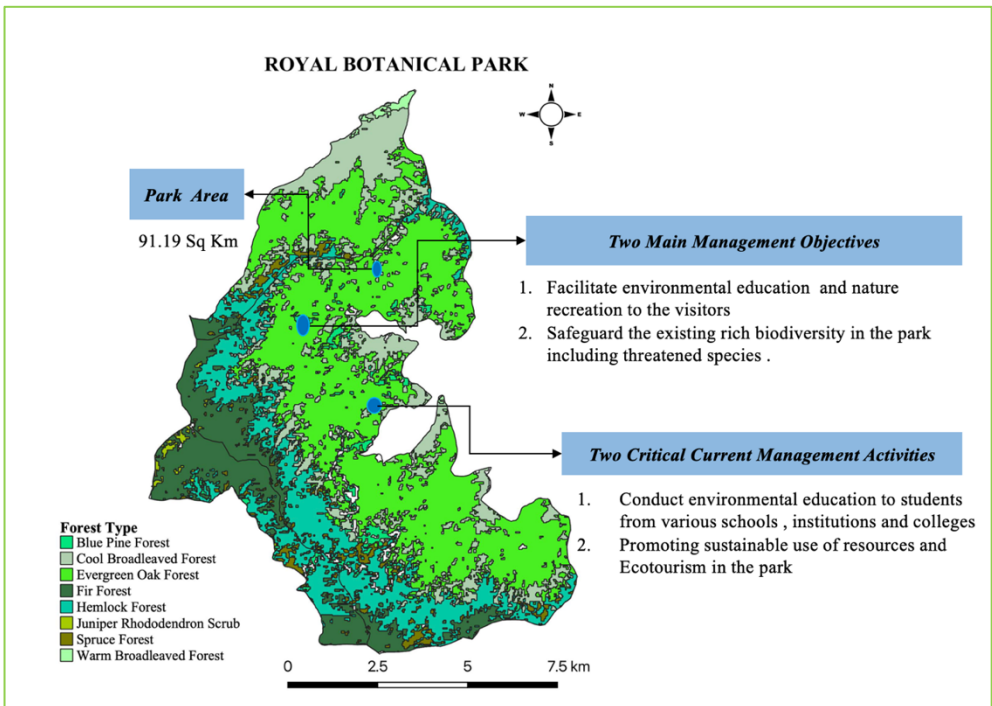 ROYAL BOTANICAL PARK
N
W
E
S
Park Area
91.19 Sq Km
Two Main Management Objectives
1. Facilitate environmental education and nature
recreation to the visitors
2. Safeguard the existing rich biodiversity in the park
including threatened species .
Two Critical Current Management Activities
1. Conduct environmental education to students
from various schools , institutions and colleges
2. Promoting sustainable use of resources and
Ecotourism in the park
Forest Type
Blue Pine Forest
Cool Broadleaved Forest
Evergreen Oak Forest
Fir Forest
Hemlock Forest
Juniper Rhododendron Scrub
Spruce Forest
Warm Broadleaved Forest
0 2.5 5 7.5 km